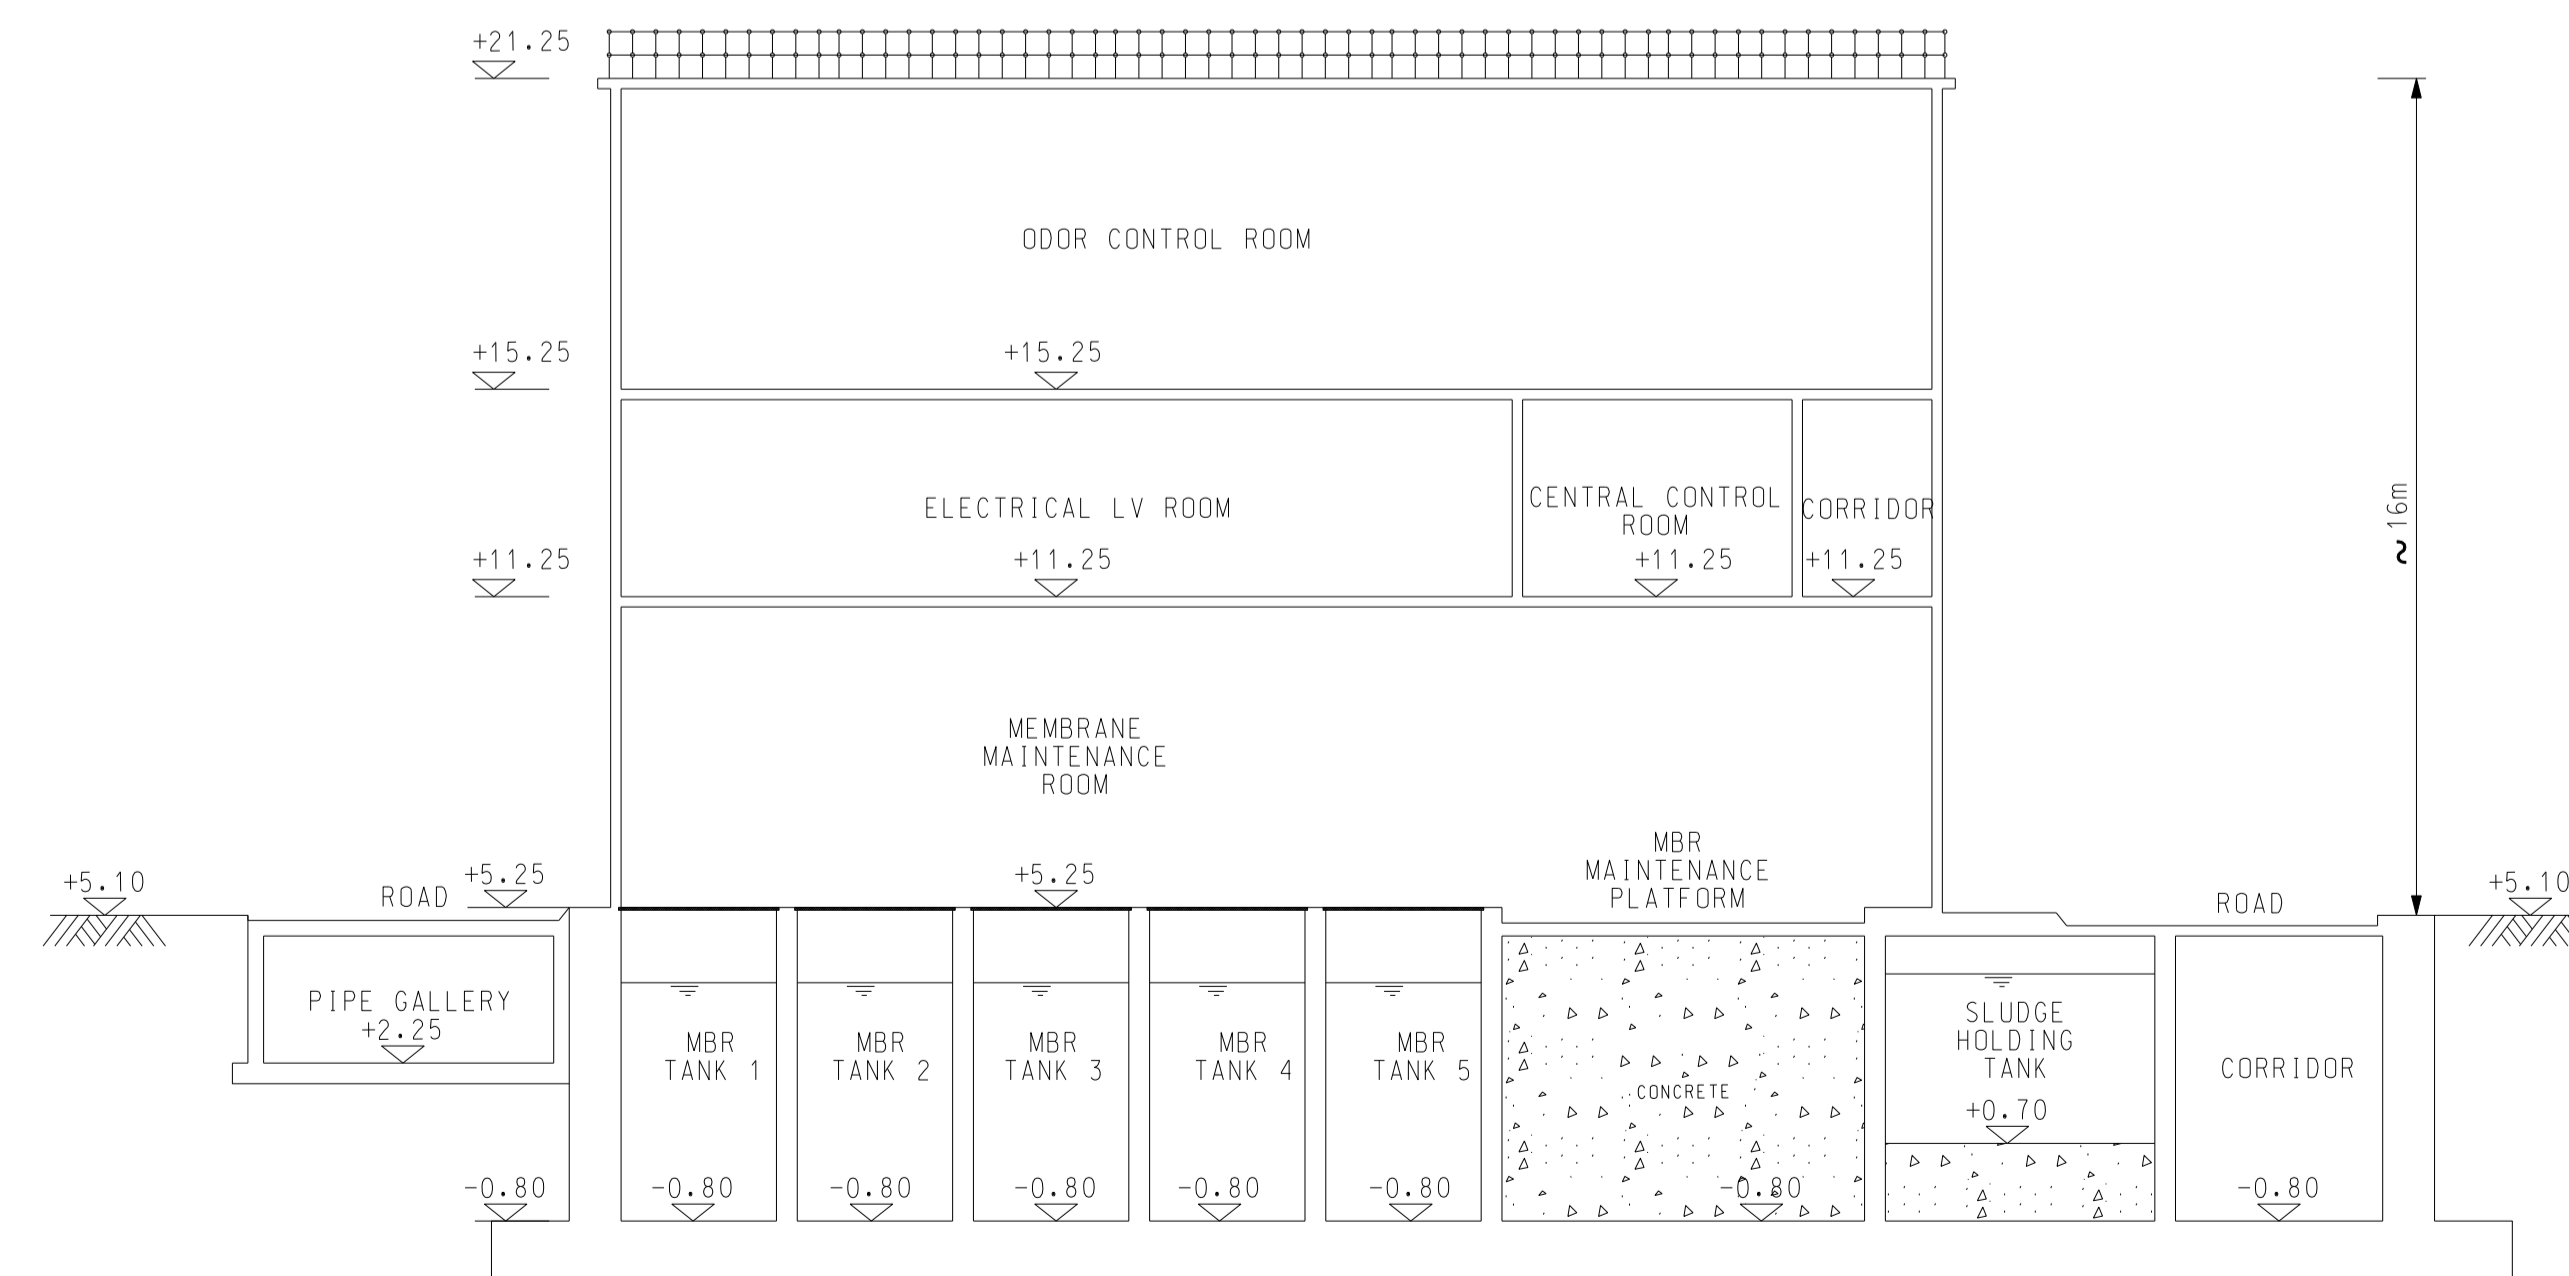 +21.25
ODOR CONTROL ROOM
+15.25
+15.25
ELECTRICAL LV ROOM
CENTRAL CONTROL
ROOM
CORRIDOR
~16m
+11.25
+11.25
+11.25
+11.25
MEMBRANE
MAINTENANCE
ROOM
MBR
MAINTENANCE
PLATFORM
+5.10
ROAD
+5.25
+5.25
ROAD
+5.10
PIPE GALLERY
+2.25
MBR
TANK 1
MBR
TANK 2
MBR
TANK 3
MBR
TANK 4
MBR
TANK 5
CONCRETE
SLUDGE
HOLDING
TANK
+0.70
CORRIDOR
-0.80
-0.80
-0.80
-0.80
-0.80
-0.80
-0.80
-0.80